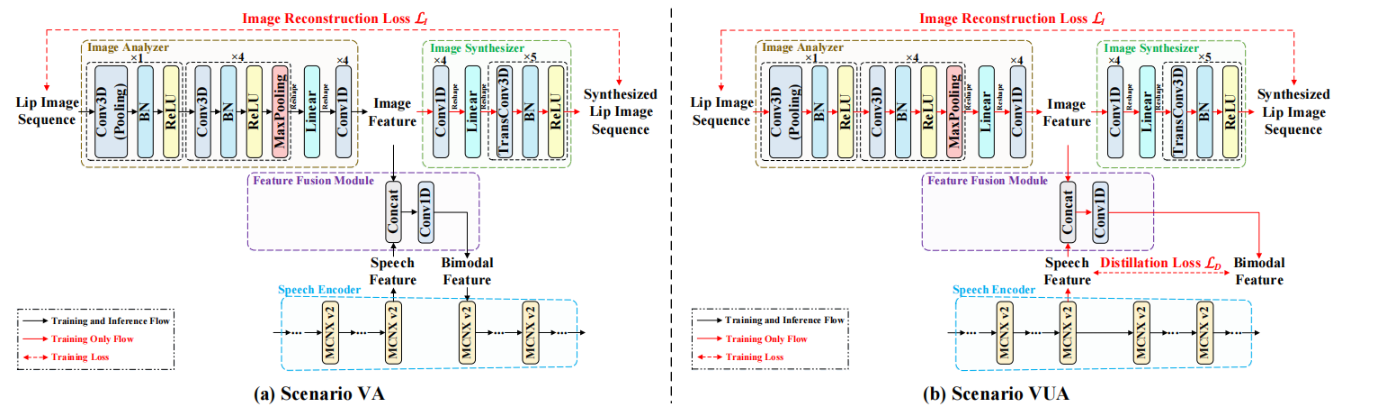 Image Reconstruction Loss ℒI
Image Analyzer
×1
×4
×4
Image Synthesizer
×4
×5
Lip Image
Sequence
Conv3D
(Pooling)
BN
ReLU
Conv3D
BN
ReLU
MaxPooling
Reshape
Linear
Reshape
Conv1D
Image
Feature
Conv1D
Reshape
Linear
Reshape
TransConv3D
BN
ReLU
Synthesized
Lip Image
Sequence
Feature Fusion Module
Concat
Conv1D
Speech
Feature
Bimodal
Feature
Speech Encoder
MCNX v2
MCNX v2
MCNX v2
MCNX v2
Training and Inference Flow
Training Only Flow
Training Loss
(a) Scenario VA
Image Reconstruction Loss ℒI
Image Analyzer
×1
×4
×4
Image Synthesizer
×4
×5
Lip Image
Sequence
Conv3D
(Pooling)
BN
ReLU
Conv3D
BN
ReLU
MaxPooling
Reshape
Linear
Reshape
Conv1D
Image
Feature
Conv1D
Reshape
Linear
Reshape
TransConv3D
BN
ReLU
Synthesized
Lip Image
Sequence
Feature Fusion Module
Concat
Conv1D
Speech
Feature
Distillation Loss ℒD
Bimodal
Feature
Speech Encoder
MCNX v2
MCNX v2
MCNX v2
MCNX v2
Training and Inference Flow
Training Only Flow
Training Loss
(b) Scenario VUA